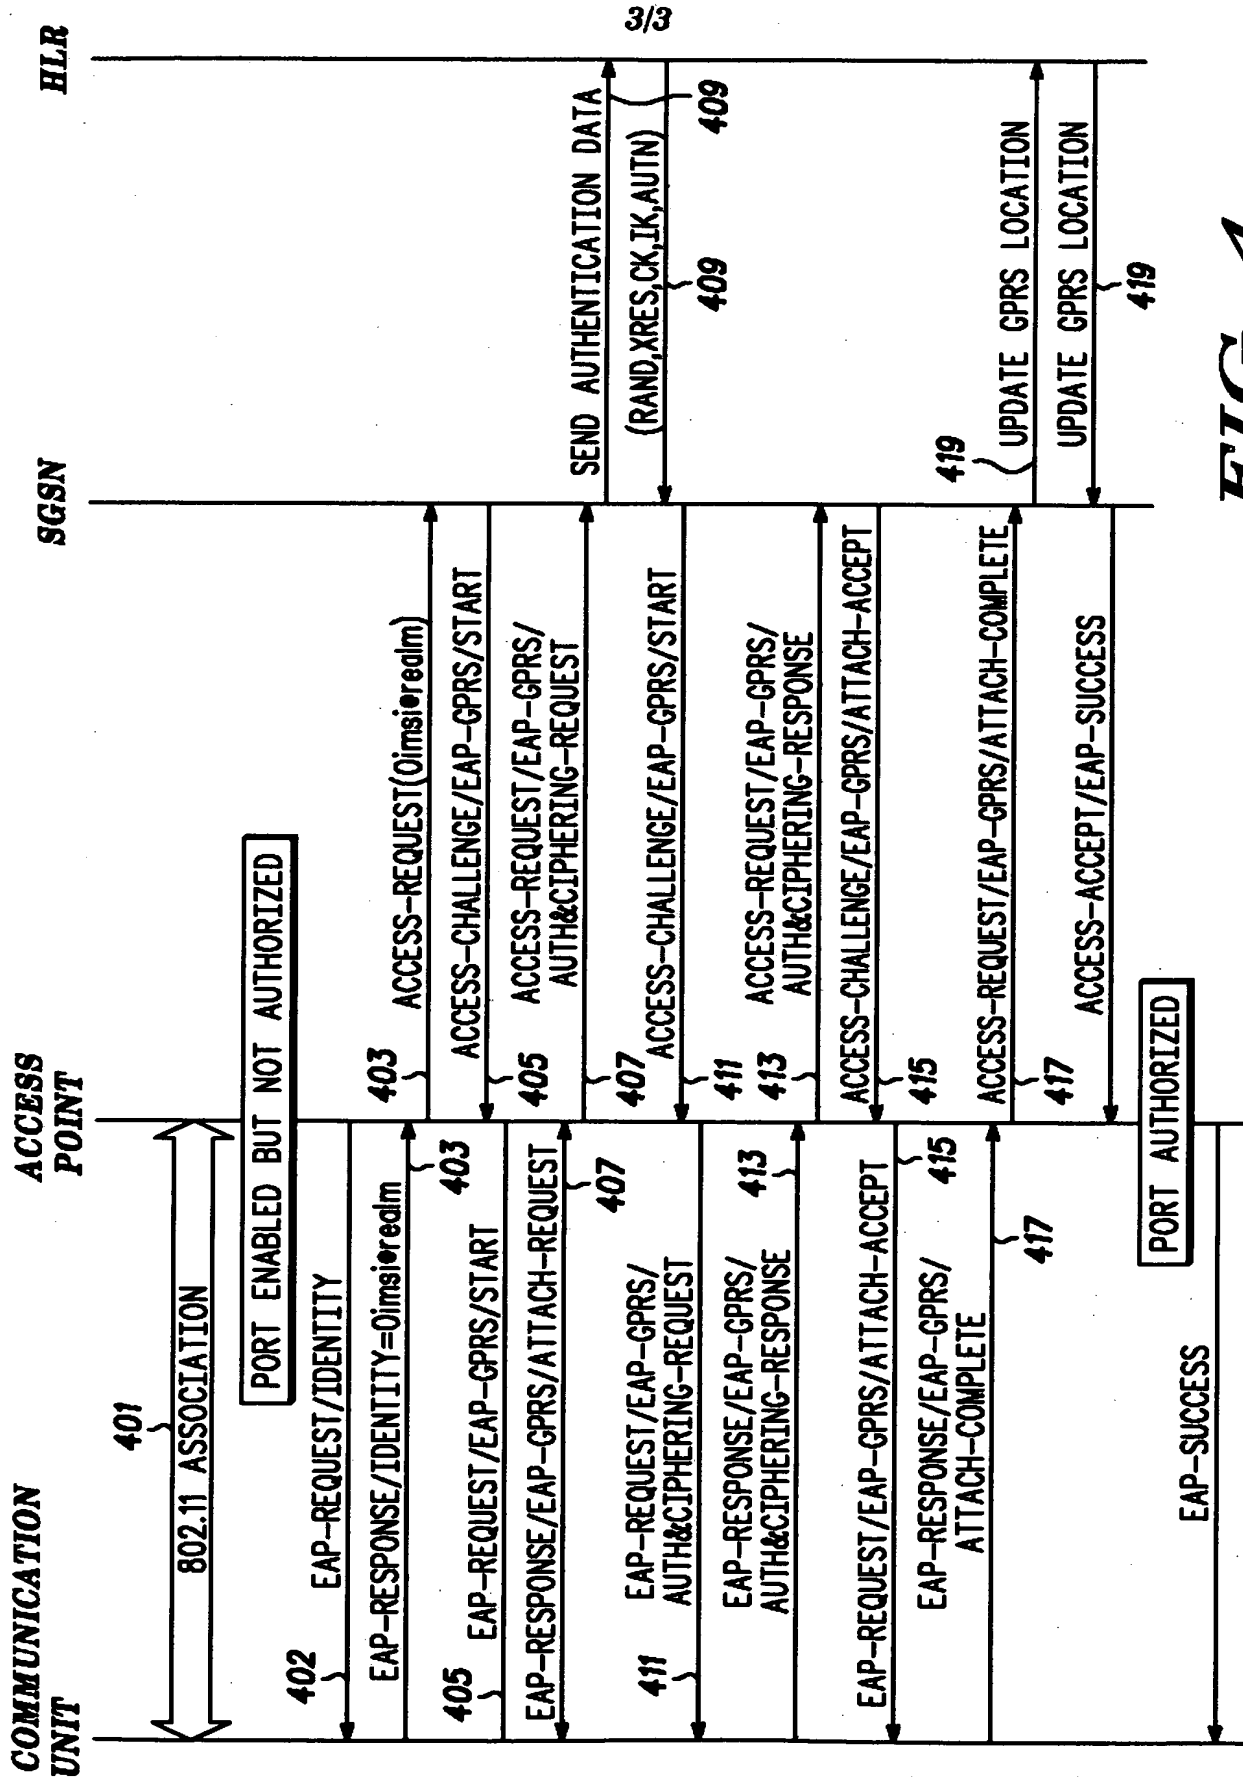 3/3
COMMUNICATION
UNIT
ACCESS
POINT
SGSN
HLR
401
802.11 ASSOCIATION
PORT ENABLED BUT NOT AUTHORIZED
EAP-REQUEST/IDENTITY
402
EAP-RESPONSE/IDENTITY=0imsi@realm
403
ACCESS-REQUEST(0imsi@realm)
403
ACCESS-CHALLENGE/EAP-GPRS/START
405
EAP-REQUEST/EAP-GPRS/START
405
EAP-RESPONSE/EAP-GPRS/ATTACH-REQUEST
407
ACCESS-REQUEST/EAP-GPRS/
AUTH&CIPHERING-REQUEST
407
SEND AUTHENTICATION DATA
409
(RAND,XRES,CK,IK,AUTN)
409
ACCESS-CHALLENGE/EAP-GPRS/START
411
EAP-REQUEST/EAP-GPRS/
AUTH&CIPHERING-REQUEST
411
EAP-RESPONSE/EAP-GPRS/
AUTH&CIPHERING-RESPONSE
413
ACCESS-REQUEST/EAP-GPRS/
AUTH&CIPHERING-RESPONSE
413
ACCESS-CHALLENGE/EAP-GPRS/ATTACH-ACCEPT
415
EAP-REQUEST/EAP-GPRS/ATTACH-ACCEPT
415
EAP-RESPONSE/EAP-GPRS/
ATTACH-COMPLETE
417
ACCESS-REQUEST/EAP-GPRS/ATTACH-COMPLETE
417
419
UPDATE GPRS LOCATION
UPDATE GPRS LOCATION
419
ACCESS-ACCEPT/EAP-SUCCESS
PORT AUTHORIZED
EAP-SUCCESS